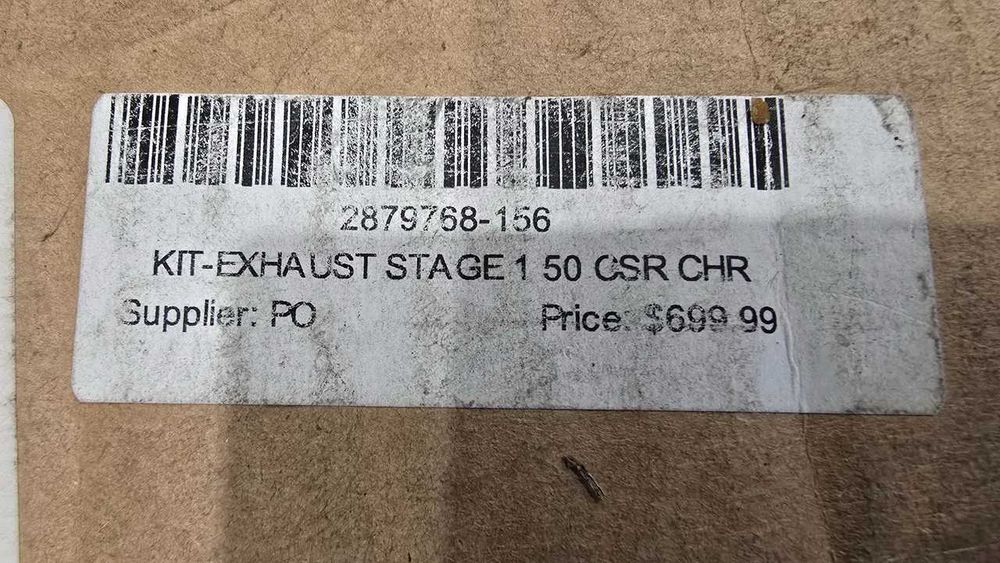 2879768-156
KIT-EXHAUST STAGE 1 50 CSR CHR
Supplier: PO
Price: $699.99